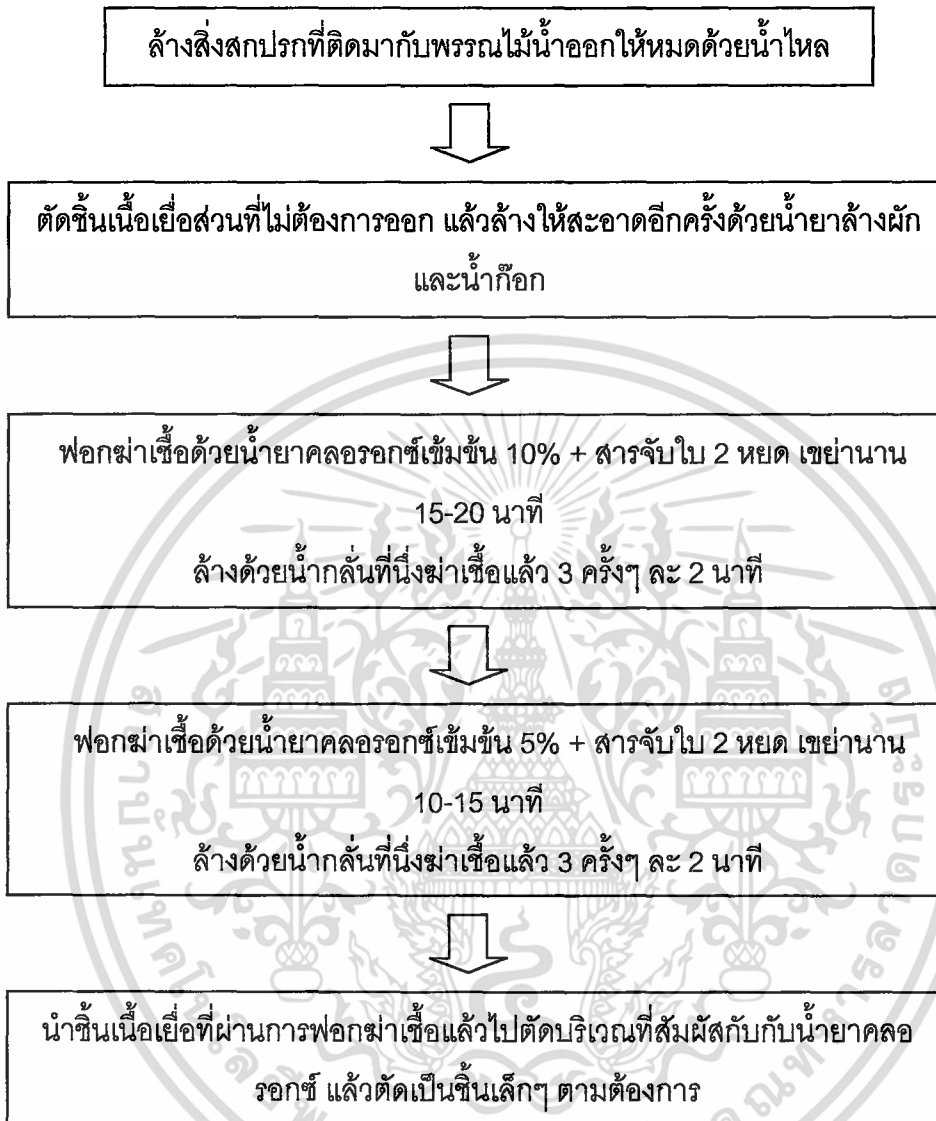 ล้างสิ่งสกปรกที่ติดมากับพรรณไม้น้ำออกให้หมดด้วยน้ำไหล
ตัดชิ้นเนื้อเยื่อส่วนที่ไม่ต้องการออก แล้วล้างให้สะอาดอีกครั้งด้วยน้ำยาล้างผัก
และน้ำก๊อก
ฟอกฆ่าเชื้อด้วยน้ำยาคลอรอกซ์เข้มข้น 10% + สารจับใบ 2 หยด เขย่านาน
15-20 นาที
ล้างด้วยน้ำกลั่นที่นึ่งฆ่าเชื้อแล้ว 3 ครั้งๆ ละ 2 นาที
ฟอกฆ่าเชื้อด้วยน้ำยาคลอรอกซ์เข้มข้น 5% + สารจับใบ 2 หยด เขย่านาน
10-15 นาที
ล้างด้วยน้ำกลั่นที่นึ่งฆ่าเชื้อแล้ว 3 ครั้งๆ ละ 2 นาที
นำชิ้นเนื้อเยื่อที่ผ่านการฟอกฆ่าเชื้อแล้วไปตัดบริเวณที่สัมผัสกับกับน้ำยาคลอ
รอกซ์ แล้วตัดเป็นชิ้นเล็กๆ ตามต้องการ